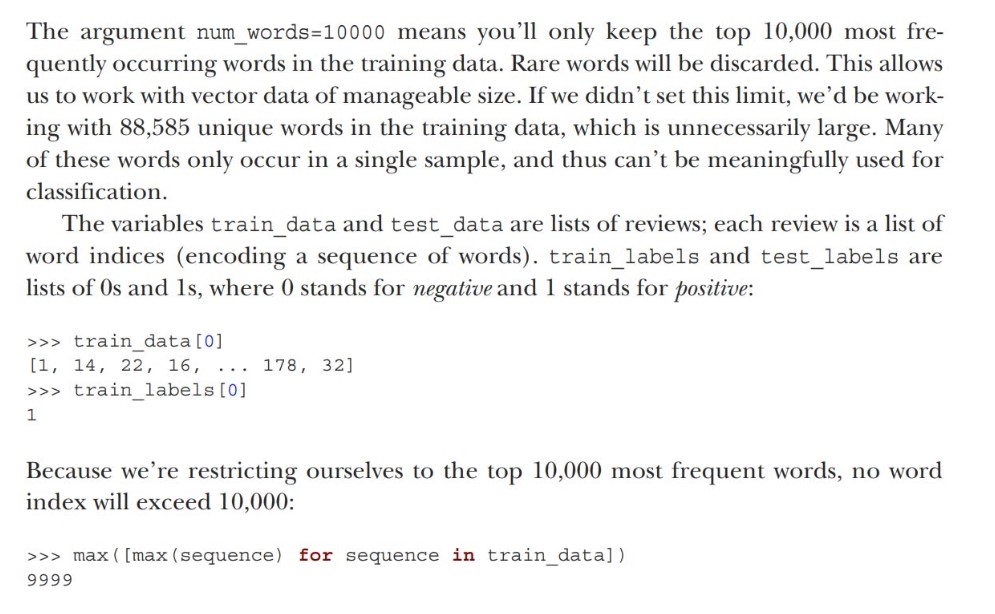 The argument num_words=10000 means you'll only keep the top 10,000 most fre-
quently occurring words in the training data. Rare words will be discarded. This allows
us to work with vector data of manageable size. If we didn't set this limit, we'd be work-
ing with 88,585 unique words in the training data, which is unnecessarily large. Many
of these words only occur in a single sample, and thus can't be meaningfully used for
classification.
The variables train_data and test_data are lists of reviews; each review is a list of
word indices (encoding a sequence of words). train_labels and test_labels are
lists of 0s and 1s, where 0 stands for negative and 1 stands for positive:
>>> train_data[0]
[1, 14, 22, 16, ... 178, 32]
>>> train_labels[0]
1
Because we're restricting ourselves to the top 10,000 most frequent words, no word
index will exceed 10,000:
>>> max([max(sequence) for sequence in train_data])
9999